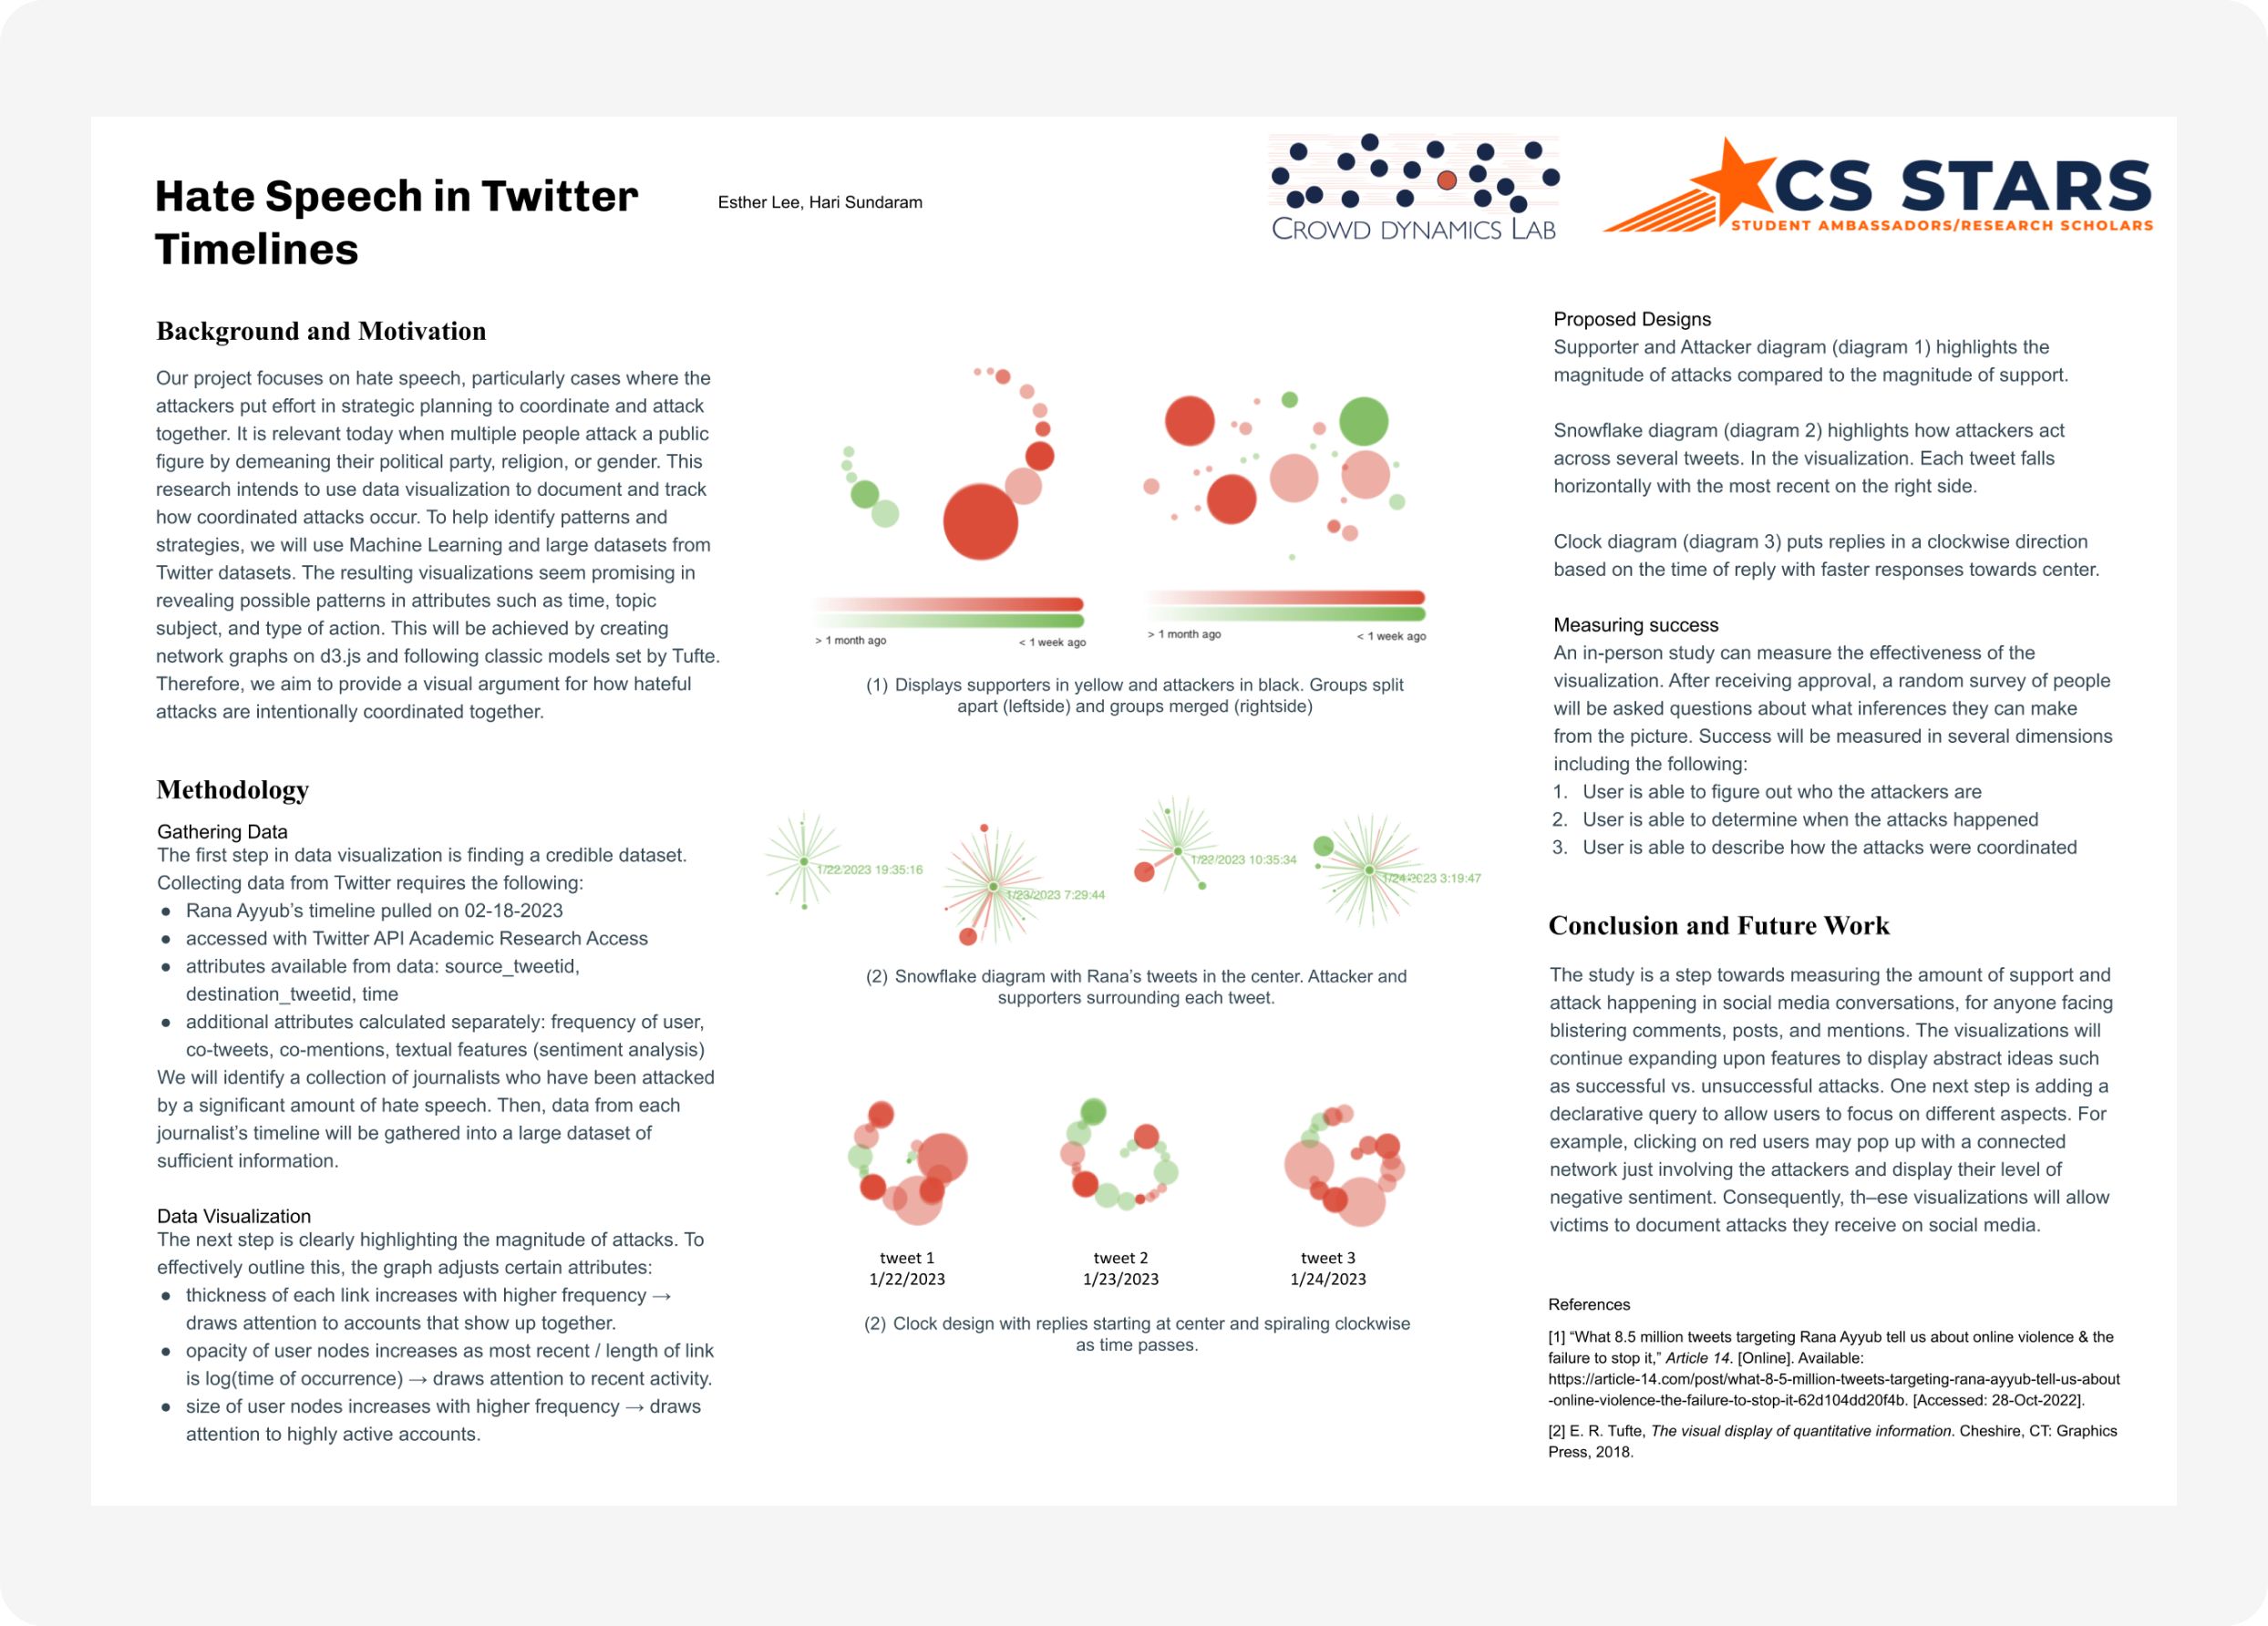 Hate Speech in Twitter
Timelines
Esther Lee, Hari Sundaram
CROWD DYNAMICS LAB
CS STARS
STUDENT AMBASSADORS/RESEARCH SCHOLARS
Background and Motivation
Our project focuses on hate speech, particularly cases where the
attackers put effort in strategic planning to coordinate and attack
together. It is relevant today when multiple people attack a public
figure by demeaning their political party, religion, or gender. This
research intends to use data visualization to document and track
how coordinated attacks occur. To help identify patterns and
strategies, we will use Machine Learning and large datasets from
Twitter datasets. The resulting visualizations seem promising in
revealing possible patterns in attributes such as time, topic
subject, and type of action. This will be achieved by creating
network graphs on d3.js and following classic models set by Tufte.
Therefore, we aim to provide a visual argument for how hateful
attacks are intentionally coordinated together.
Methodology
Gathering Data
The first step in data visualization is finding a credible dataset.
Collecting data from Twitter requires the following:
● Rana Ayyub's timeline pulled on 02-18-2023
● accessed with Twitter API Academic Research Access
● attributes available from data: source_tweetid,
destination_tweetid, time
● additional attributes calculated separately: frequency of user,
co-tweets, co-mentions, textual features (sentiment analysis)
We will identify a collection of journalists who have been attacked
by a significant amount of hate speech. Then, data from each
journalist's timeline will be gathered into a large dataset of
sufficient information.
Data Visualization
The next step is clearly highlighting the magnitude of attacks. To
effectively outline this, the graph adjusts certain attributes:
● thickness of each link increases with higher frequency →
draws attention to accounts that show up together.
● opacity of user nodes increases as most recent / length of link
is log(time of occurrence) → draws attention to recent activity.
● size of user nodes increases with higher frequency → draws
attention to highly active accounts.
> 1 month ago
< 1 week ago
> 1 month ago
< 1 week ago
(1) Displays supporters in yellow and attackers in black. Groups split
apart (leftside) and groups merged (rightside)
1/22/2023 19:35:16
1/23/2023 7:29:44
1/22/2023 10:35:34
1/24/2023 3:19:47
(2) Snowflake diagram with Rana's tweets in the center. Attacker and
supporters surrounding each tweet.
tweet 1
1/22/2023
tweet 2
1/23/2023
tweet 3
1/24/2023
(2) Clock design with replies starting at center and spiraling clockwise
as time passes.
Proposed Designs
Supporter and Attacker diagram (diagram 1) highlights the
magnitude of attacks compared to the magnitude of support.
Snowflake diagram (diagram 2) highlights how attackers act
across several tweets. In the visualization. Each tweet falls
horizontally with the most recent on the right side.
Clock diagram (diagram 3) puts replies in a clockwise direction
based on the time of reply with faster responses towards center.
Measuring success
An in-person study can measure the effectiveness of the
visualization. After receiving approval, a random survey of people
will be asked questions about what inferences they can make
from the picture. Success will be measured in several dimensions
including the following:
1. User is able to figure out who the attackers are
2. User is able to determine when the attacks happened
3. User is able to describe how the attacks were coordinated
Conclusion and Future Work
The study is a step towards measuring the amount of support and
attack happening in social media conversations, for anyone facing
blistering comments, posts, and mentions. The visualizations will
continue expanding upon features to display abstract ideas such
as successful vs. unsuccessful attacks. One next step is adding a
declarative query to allow users to focus on different aspects. For
example, clicking on red users may pop up with a connected
network just involving the attackers and display their level of
negative sentiment. Consequently, th–ese visualizations will allow
victims to document attacks they receive on social media.
References
[1] “What 8.5 million tweets targeting Rana Ayyub tell us about online violence & the
failure to stop it,” Article 14. [Online]. Available:
https://article-14.com/post/what-8-5-million-tweets-targeting-rana-ayyub-tell-us-about
-online-violence-the-failure-to-stop-it-62d104dd20f4b. [Accessed: 28-Oct-2022].
[2] E. R. Tufte, The visual display of quantitative information. Cheshire, CT: Graphics
Press, 2018.